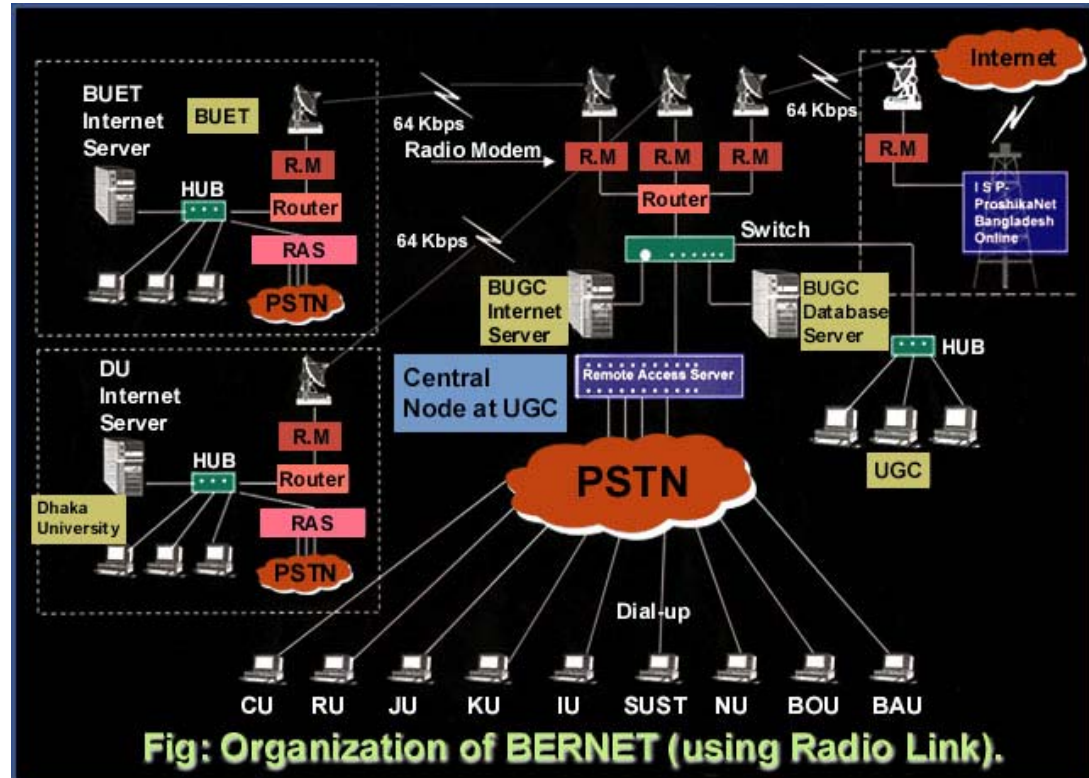 BUET
Internet
Server
BUET
R.M
HUB
Router
RAS
PSTN
DU
Internet
Server
R.M
HUB
Router
Dhaka
University
RAS
PSTN
64 Kbps
Radio Modem
64 Kbps
R.M
R.M
R.M
Router
Switch
64 Kbps
Internet
R.M
I S P-
ProshikaNet
Bangladesh
Online
BUGC
Internet
Server
BUGC
Database
Server
HUB
UGC
Central
Node at UGC
Remote Access Server
PSTN
Dial-up
CU RU JU KU IU SUST NU BOU BAU
Fig: Organization of BERNET (using Radio Link).